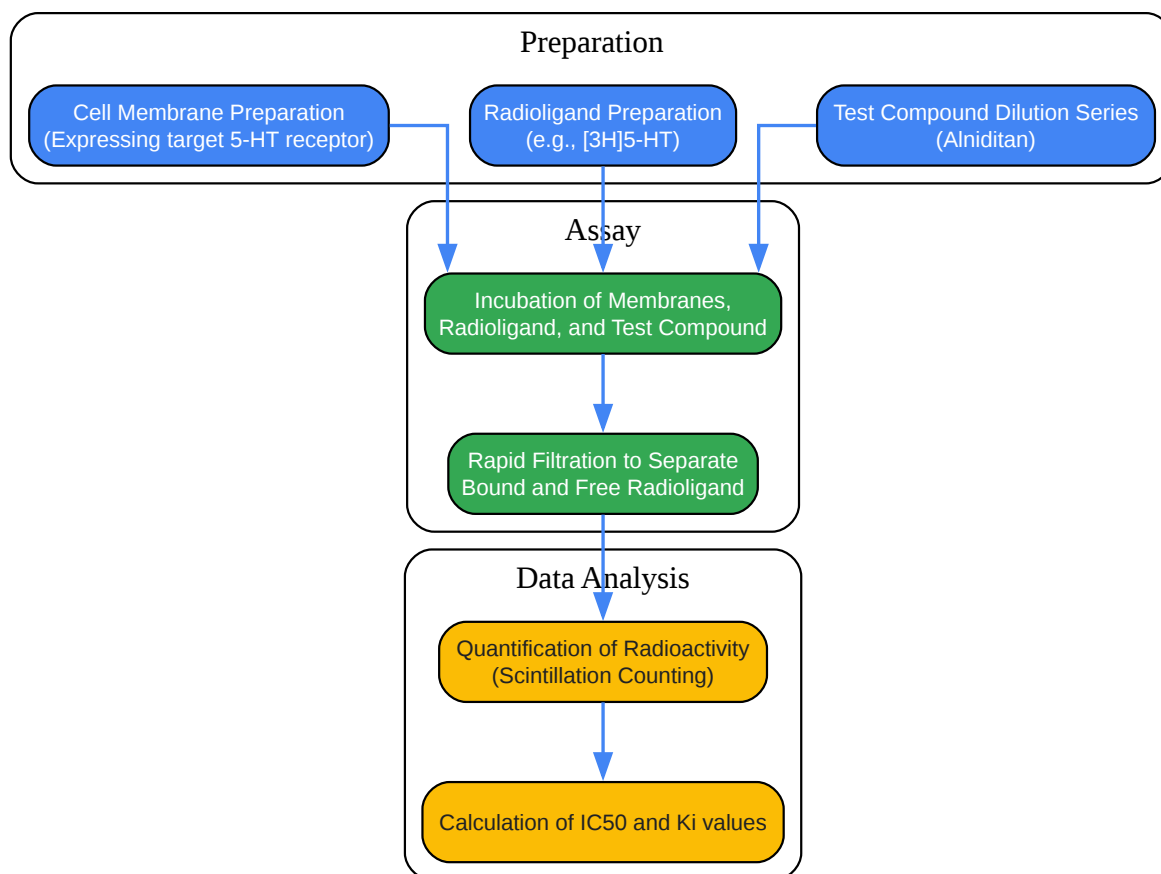 Preparation
Cell Membrane Preparation
(Expressing target 5-HT receptor)
Radioligand Preparation
(e.g., [3H]5-HT)
Test Compound Dilution Series
(Alniditan)
Assay
Incubation of Membranes,
Radioligand, and Test Compound
Rapid Filtration to Separate
Bound and Free Radioligand
Data Analysis
Quantification of Radioactivity
(Scintillation Counting)
Calculation of IC50 and Ki values